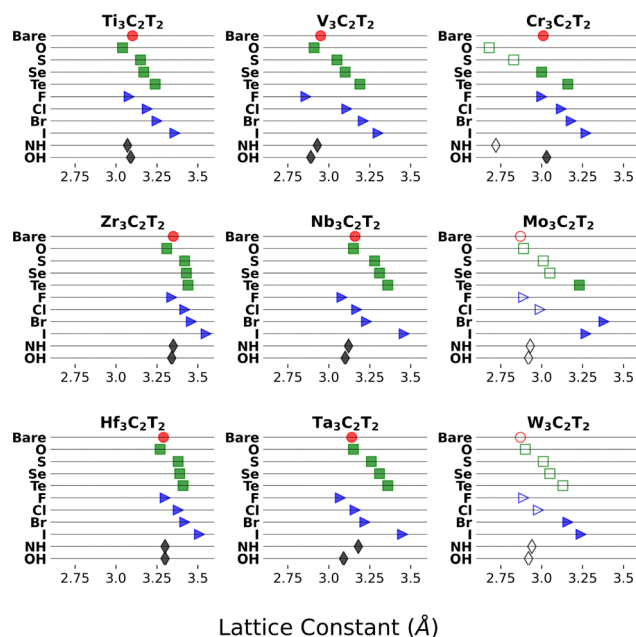 Ti₃C₂T₂ V₃C₂T₂ Cr₃C₂T₂
Bare Bare Bare
O O O
S S S
Se Se Se
Te Te Te
F F F
Cl Cl Cl
Br Br Br
I I I
NH NH NH
OH OH OH
2.75 3.0 3.25 3.5 2.75 3.0 3.25 3.5 2.75 3.0 3.25 3.5
Zr₃C₂T₂ Nb₃C₂T₂ Mo₃C₂T₂
Bare Bare Bare
O O O
S S S
Se Se Se
Te Te Te
F F F
Cl Cl Cl
Br Br Br
I I I
NH NH NH
OH OH OH
2.75 3.0 3.25 3.5 2.75 3.0 3.25 3.5 2.75 3.0 3.25 3.5
Hf₃C₂T₂ Ta₃C₂T₂ W₃C₂T₂
Bare Bare Bare
O O O
S S S
Se Se Se
Te Te Te
F F F
Cl Cl Cl
Br Br Br
I I I
NH NH NH
OH OH OH
2.75 3.0 3.25 3.5 2.75 3.0 3.25 3.5 2.75 3.0 3.25 3.5
Lattice Constant (Å)